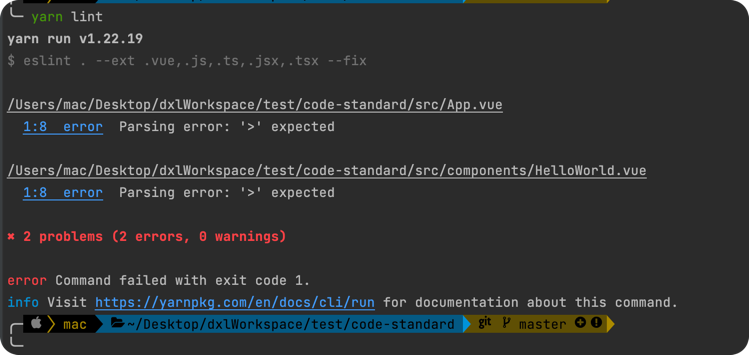 yarn lint
yarn run v1.22.19
$ eslint . --ext .vue,.js,.ts,.jsx,.tsx --fix
/Users/mac/Desktop/dxlWorkspace/test/code-standard/src/App.vue
1:8 error Parsing error: '>' expected
/Users/mac/Desktop/dxlWorkspace/test/code-standard/src/components/HelloWorld.vue
1:8 error Parsing error: '>' expected
✖ 2 problems (2 errors, 0 warnings)
error Command failed with exit code 1.
info Visit https://yarnpkg.com/en/docs/cli/run for documentation about this command.
mac ~/Desktop/dxlWorkspace/test/code-standard git master